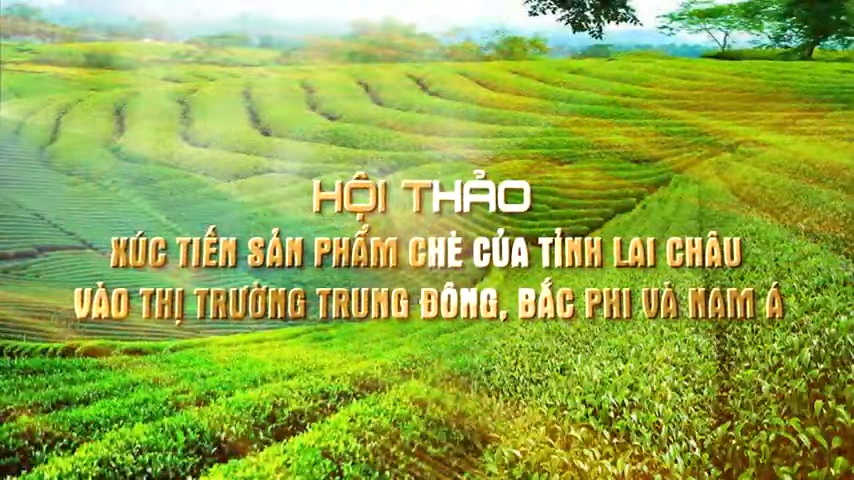 HỘI THẢO
XÚC TIẾN SẢN PHẨM CHÈ CỦA TỈNH LAI CHÂU
VÀO THỊ TRƯỜNG TRUNG ĐÔNG, BẮC PHI VÀ NAM Á